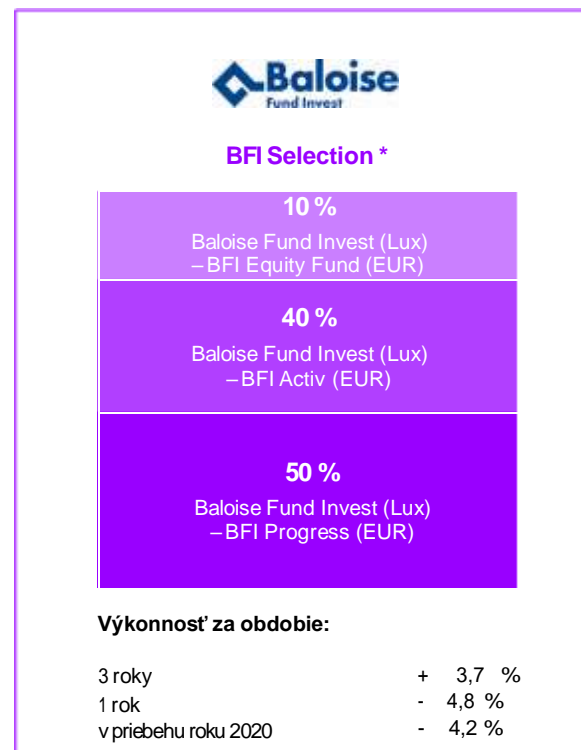 Baloise
Fund Invest
BFI Selection *
10 %
Baloise Fund Invest (Lux)
– BFI Equity Fund (EUR)
40 %
Baloise Fund Invest (Lux)
– BFI Activ (EUR)
50 %
Baloise Fund Invest (Lux)
– BFI Progress (EUR)
Výkonnosť za obdobie:
3 roky + 3,7 %
1 rok - 4,8 %
v priebehu roku 2020 - 4,2 %